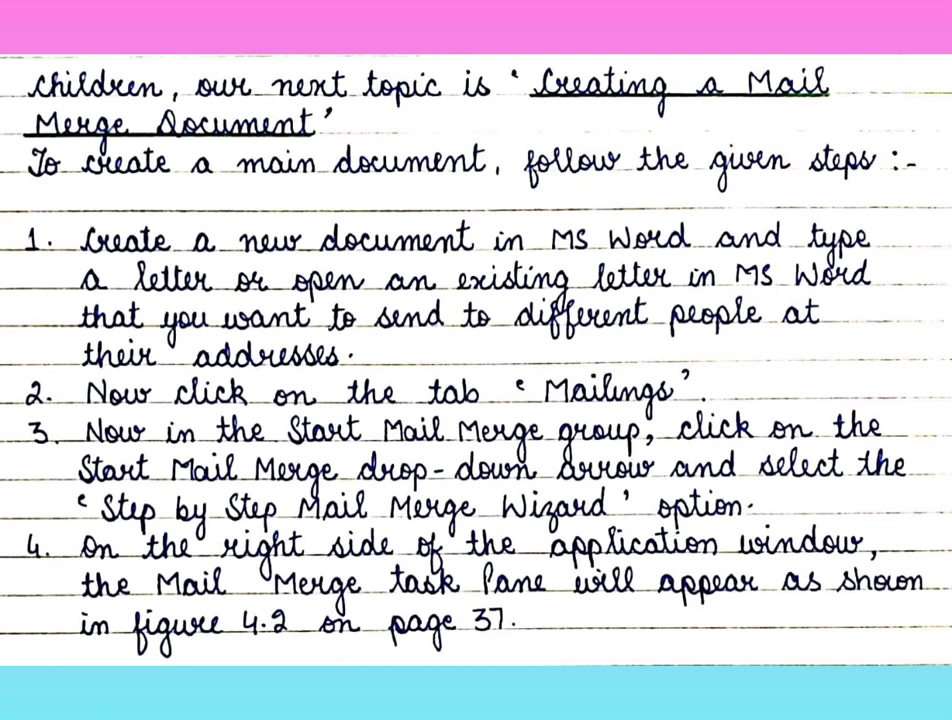 children, our next topic is ‘Creating a Mail
Merge Document’
To create a main document, follow the given steps :-
1. Create a new document in MS Word and type
a letter or open an existing letter in MS Word
that you want to send to different people at
their addresses.
2. Now click on the tab ‘Mailings’.
3. Now in the Start Mail Merge group, click on the
Start Mail Merge drop-down arrow and select the
‘Step by Step Mail Merge Wizard’ option.
4. On the right side of the application window,
the Mail Merge task Pane will appear as shown
in figure 4.2 on page 37.